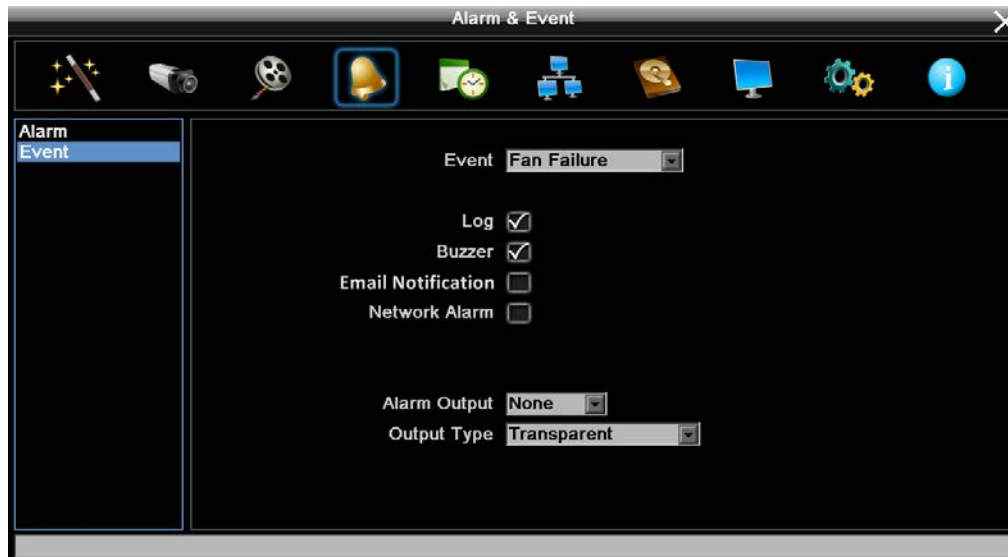 Alarm & Event
Alarm
Event
Event Fan Failure
Log
Buzzer
Email Notification
Network Alarm
Alarm Output None
Output Type Transparent